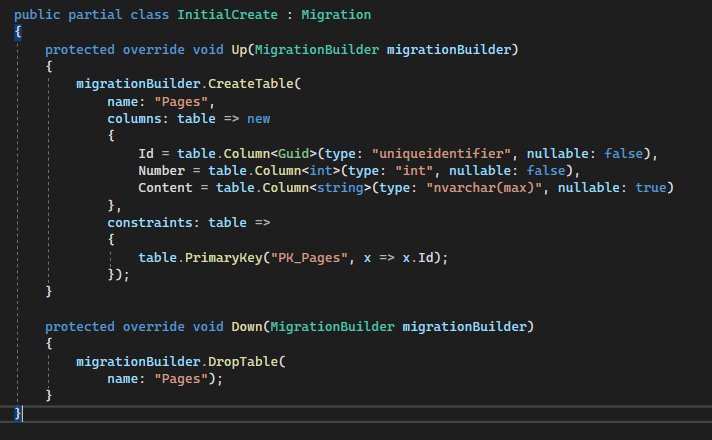 public partial class InitialCreate : Migration
{
    protected override void Up(MigrationBuilder migrationBuilder)
    {
        migrationBuilder.CreateTable(
            name: "Pages",
            columns: table => new
            {
                Id = table.Column<Guid>(type: "uniqueidentifier", nullable: false),
                Number = table.Column<int>(type: "int", nullable: false),
                Content = table.Column<string>(type: "nvarchar(max)", nullable: true)
            },
            constraints: table =>
            {
                table.PrimaryKey("PK_Pages", x => x.Id);
            });
    }

    protected override void Down(MigrationBuilder migrationBuilder)
    {
        migrationBuilder.DropTable(
            name: "Pages");
    }
}